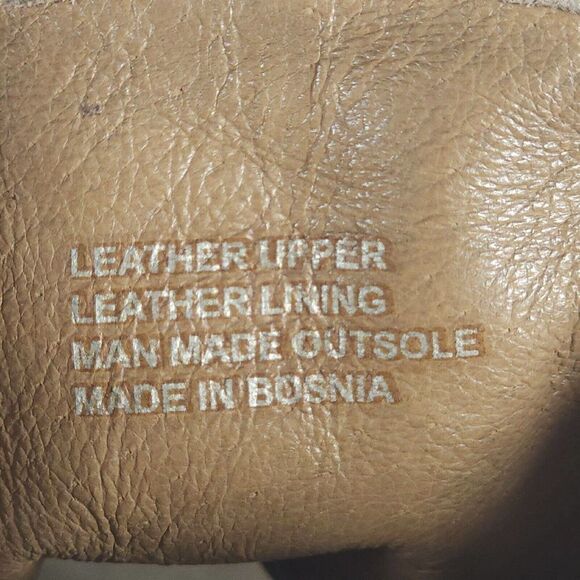 LEATHER UPPER
LEATHER LINING
MAN MADE OUTSOLE
MADE IN BOSNIA